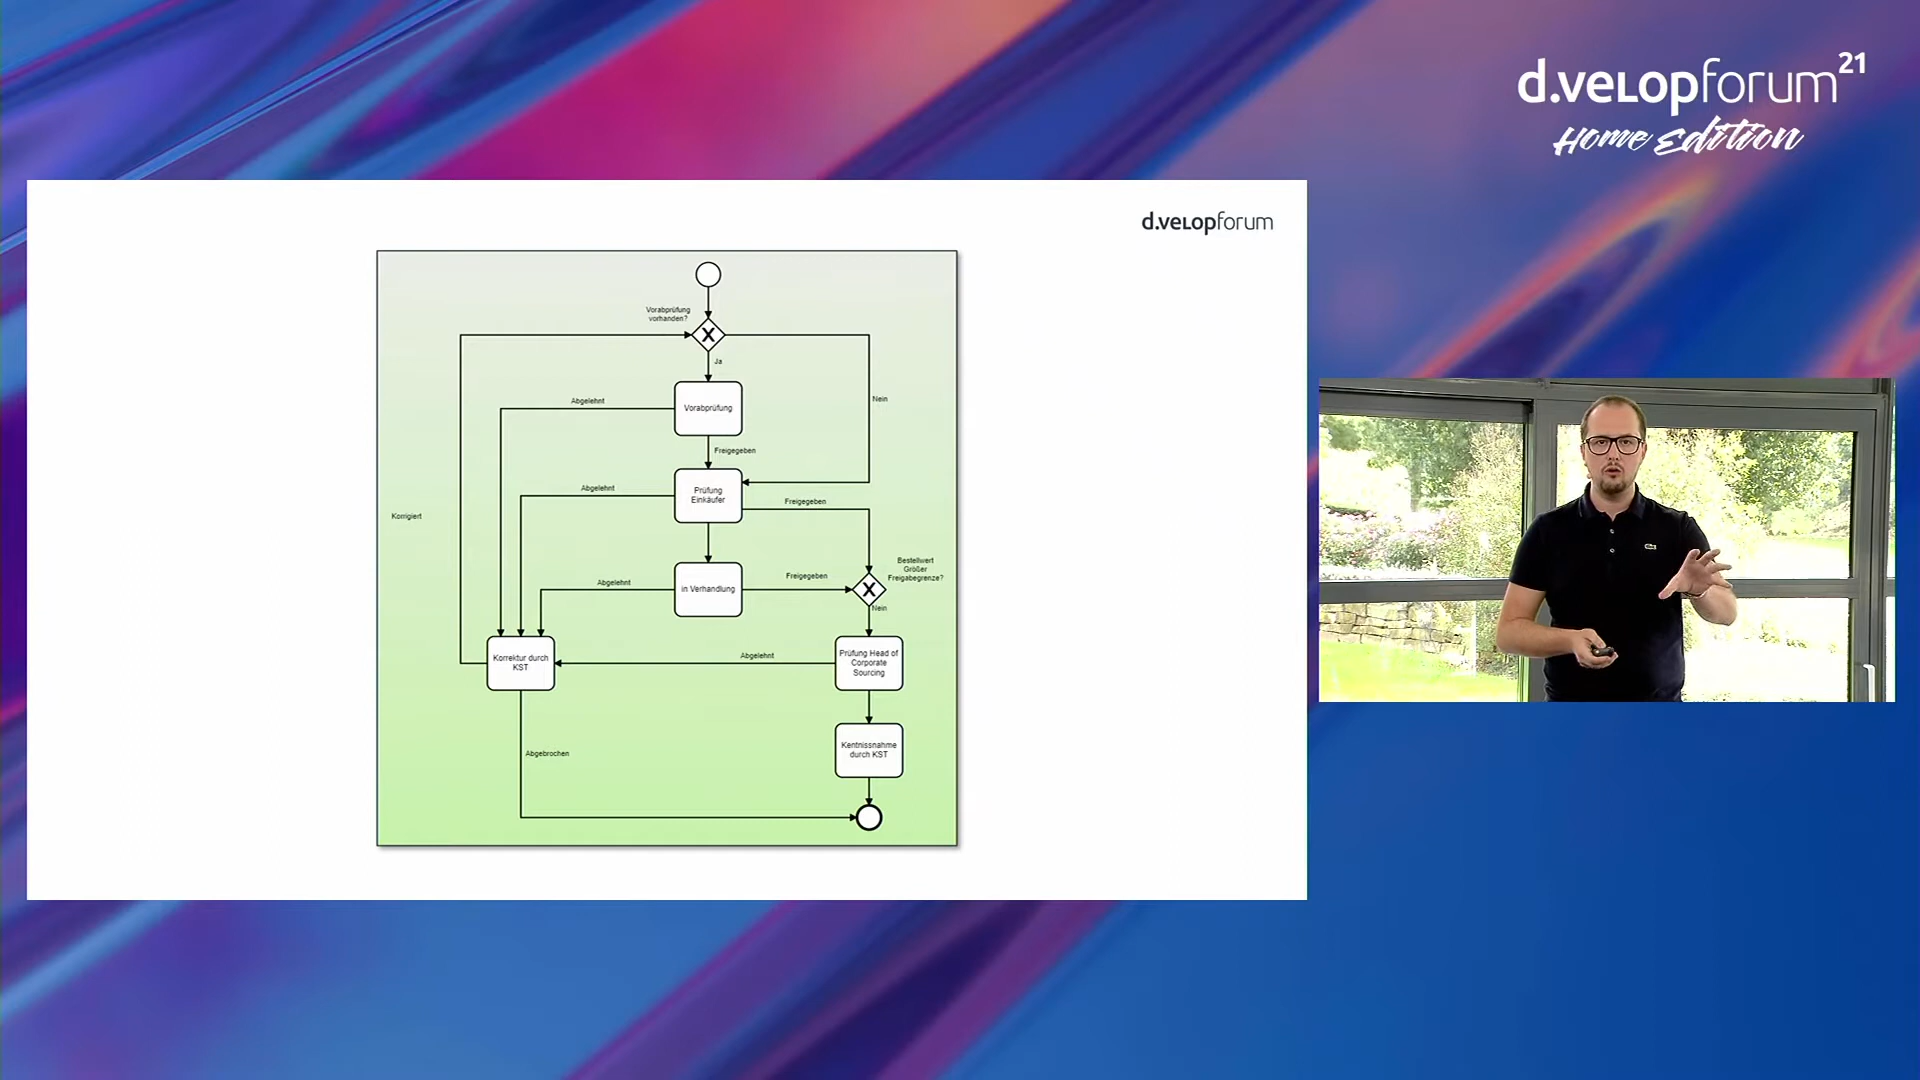 d.velopforum21
Home Edition
d.velopforum
Vorabprüfung
vorhanden?
Ja
Nein
Abgelehnt
Vorabprüfung
Freigegeben
Abgelehnt
Prüfung
Einkäufer
Freigegeben
Korrigiert
Bestellwert
Größer
Freigabegrenze?
Abgelehnt
in Verhandlung
Freigegeben
X
X
Nein
Korrektur durch
KST
Abgelehnt
Prüfung Head of
Corporate
Sourcing
Kentnissnahme
durch KST
Abgebrochen